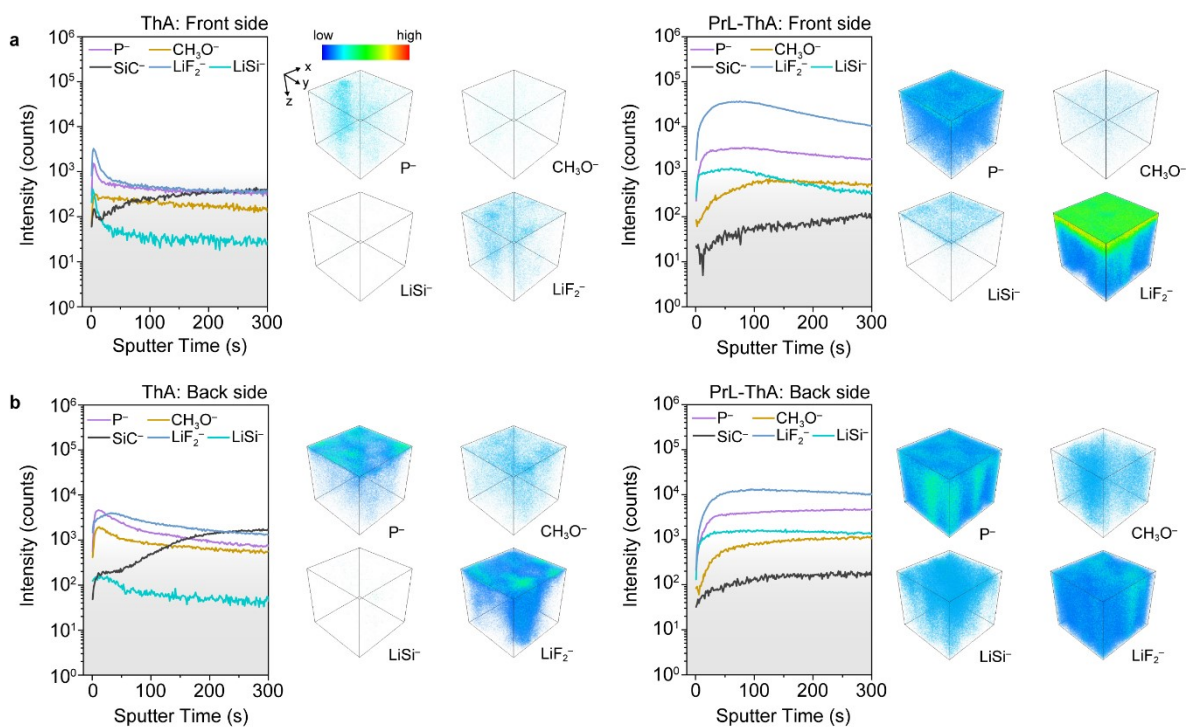 a
ThA: Front side
Intensity (counts)
10⁶
10⁵
10⁴
10³
10²
10¹
10⁰
P⁻
CH₃O⁻
SiC⁻
LiF₂⁻
LiSi⁻
0
100
200
300
Sputter Time (s)
low
high
x
y
z
P⁻
CH₃O⁻
LiSi⁻
LiF₂⁻
PrL-ThA: Front side
Intensity (counts)
10⁶
10⁵
10⁴
10³
10²
10¹
10⁰
P⁻
CH₃O⁻
SiC⁻
LiF₂⁻
LiSi⁻
0
100
200
300
Sputter Time (s)
P⁻
CH₃O⁻
LiSi⁻
LiF₂⁻
b
ThA: Back side
Intensity (counts)
10⁶
10⁵
10⁴
10³
10²
10¹
10⁰
P⁻
CH₃O⁻
SiC⁻
LiF₂⁻
LiSi⁻
0
100
200
300
Sputter Time (s)
P⁻
CH₃O⁻
LiSi⁻
LiF₂⁻
PrL-ThA: Back side
Intensity (counts)
10⁶
10⁵
10⁴
10³
10²
10¹
10⁰
P⁻
CH₃O⁻
SiC⁻
LiF₂⁻
LiSi⁻
0
100
200
300
Sputter Time (s)
P⁻
CH₃O⁻
LiSi⁻
LiF₂⁻